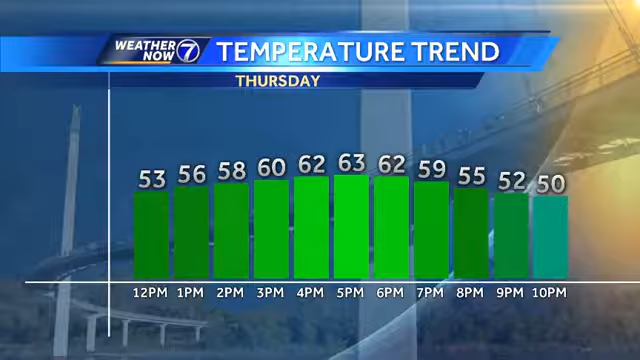 WEATHER
NOW 7
TEMPERATURE TREND
THURSDAY
53 56 58 60 62 63 62 59 55 52 50
12PM 1PM 2PM 3PM 4PM 5PM 6PM 7PM 8PM 9PM 10PM